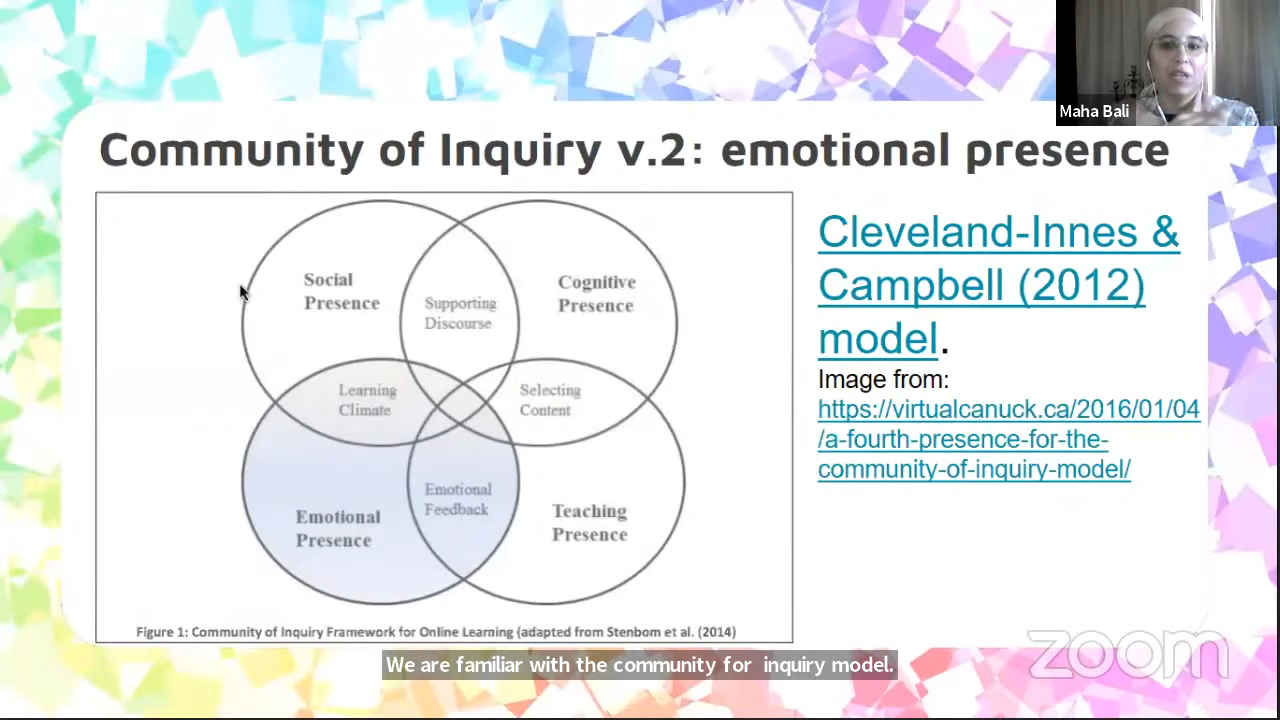 Maha Bali
Community of Inquiry v.2: emotional presence
Social
Presence
Supporting
Discourse
Cognitive
Presence
Learning
Climate
Selecting
Content
Emotional
Presence
Emotional
Feedback
Teaching
Presence
Figure 1: Community of Inquiry Framework for Online Learning (adapted from Stenbom et al. (2014)
Cleveland-Innes &
Campbell (2012)
model.
Image from:
https://virtualcanuck.ca/2016/01/04
/a-fourth-presence-for-the-
community-of-inquiry-model/
We are familiar with the community for  inquiry model.
zoom